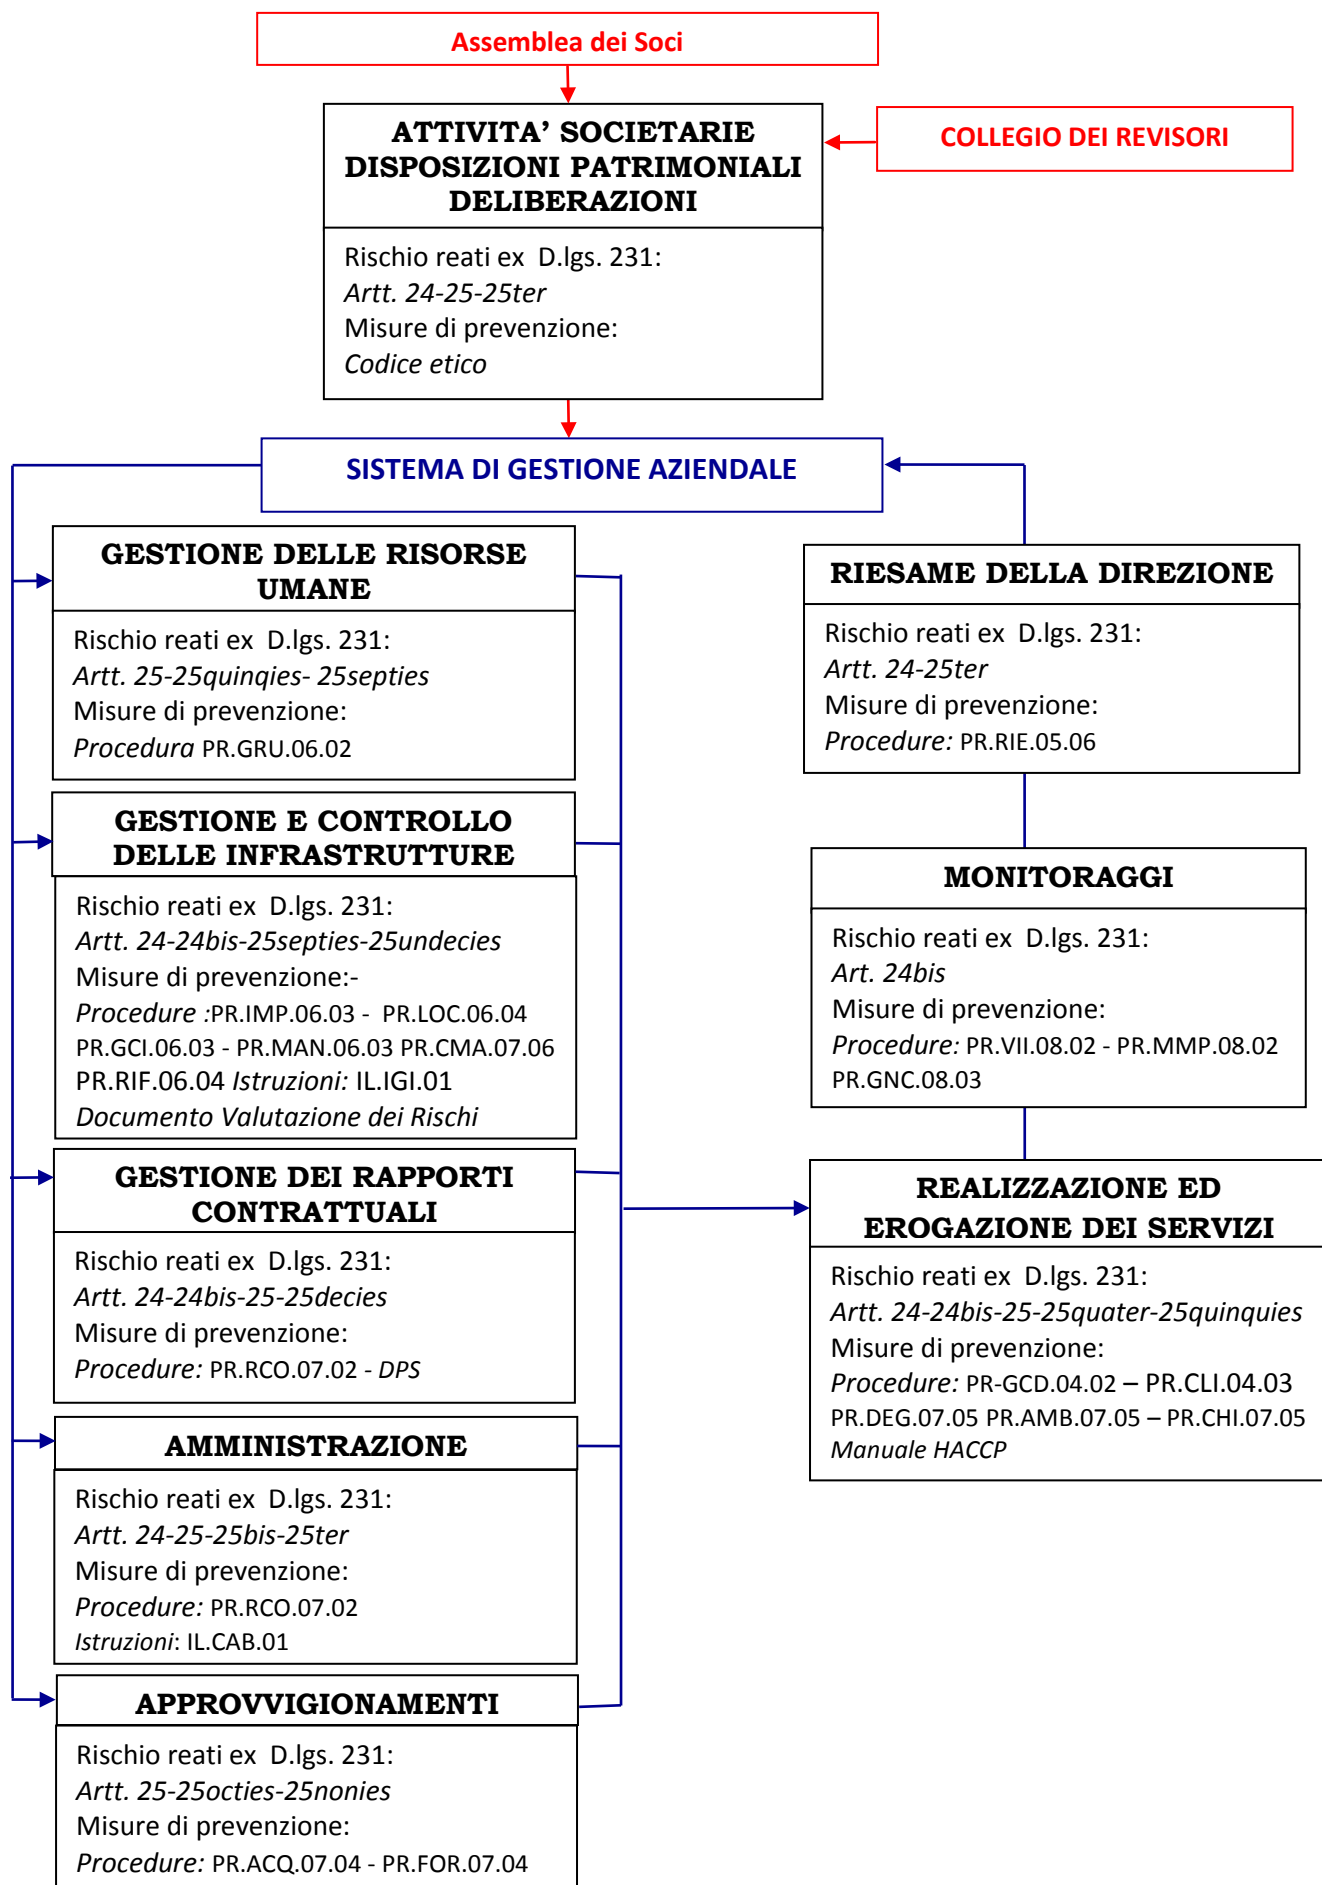 Assemblea dei Soci
ATTIVITA’ SOCIETARIE
DISPOSIZIONI PATRIMONIALI
DELIBERAZIONI
COLLEGIO DEI REVISORI
Rischio reati ex  D.lgs. 231:
Artt. 24-25-25ter
Misure di prevenzione:
Codice etico
SISTEMA DI GESTIONE AZIENDALE
GESTIONE DELLE RISORSE
UMANE
Rischio reati ex  D.lgs. 231:
Artt. 25-25quinqies- 25septies
Misure di prevenzione:
Procedura PR.GRU.06.02
GESTIONE E CONTROLLO
DELLE INFRASTRUTTURE
Rischio reati ex  D.lgs. 231:
Artt. 24-24bis-25septies-25undecies
Misure di prevenzione:-
Procedure :PR.IMP.06.03 -  PR.LOC.06.04
PR.GCI.06.03 - PR.MAN.06.03 PR.CMA.07.06
PR.RIF.06.04 Istruzioni: IL.IGI.01
Documento Valutazione dei Rischi
GESTIONE DEI RAPPORTI
CONTRATTUALI
Rischio reati ex  D.lgs. 231:
Artt. 24-24bis-25-25decies
Misure di prevenzione:
Procedure: PR.RCO.07.02 - DPS
AMMINISTRAZIONE
Rischio reati ex  D.lgs. 231:
Artt. 24-25-25bis-25ter
Misure di prevenzione:
Procedure: PR.RCO.07.02
Istruzioni: IL.CAB.01
APPROVVIGIONAMENTI
Rischio reati ex  D.lgs. 231:
Artt. 25-25octies-25nonies
Misure di prevenzione:
Procedure: PR.ACQ.07.04 - PR.FOR.07.04
RIESAME DELLA DIREZIONE
Rischio reati ex  D.lgs. 231:
Artt. 24-25ter
Misure di prevenzione:
Procedure: PR.RIE.05.06
MONITORAGGI
Rischio reati ex  D.lgs. 231:
Art. 24bis
Misure di prevenzione:
Procedure: PR.VII.08.02 - PR.MMP.08.02
PR.GNC.08.03
REALIZZAZIONE ED
EROGAZIONE DEI SERVIZI
Rischio reati ex  D.lgs. 231:
Artt. 24-24bis-25-25quater-25quinquies
Misure di prevenzione:
Procedure: PR-GCD.04.02 – PR.CLI.04.03
PR.DEG.07.05 PR.AMB.07.05 – PR.CHI.07.05
Manuale HACCP